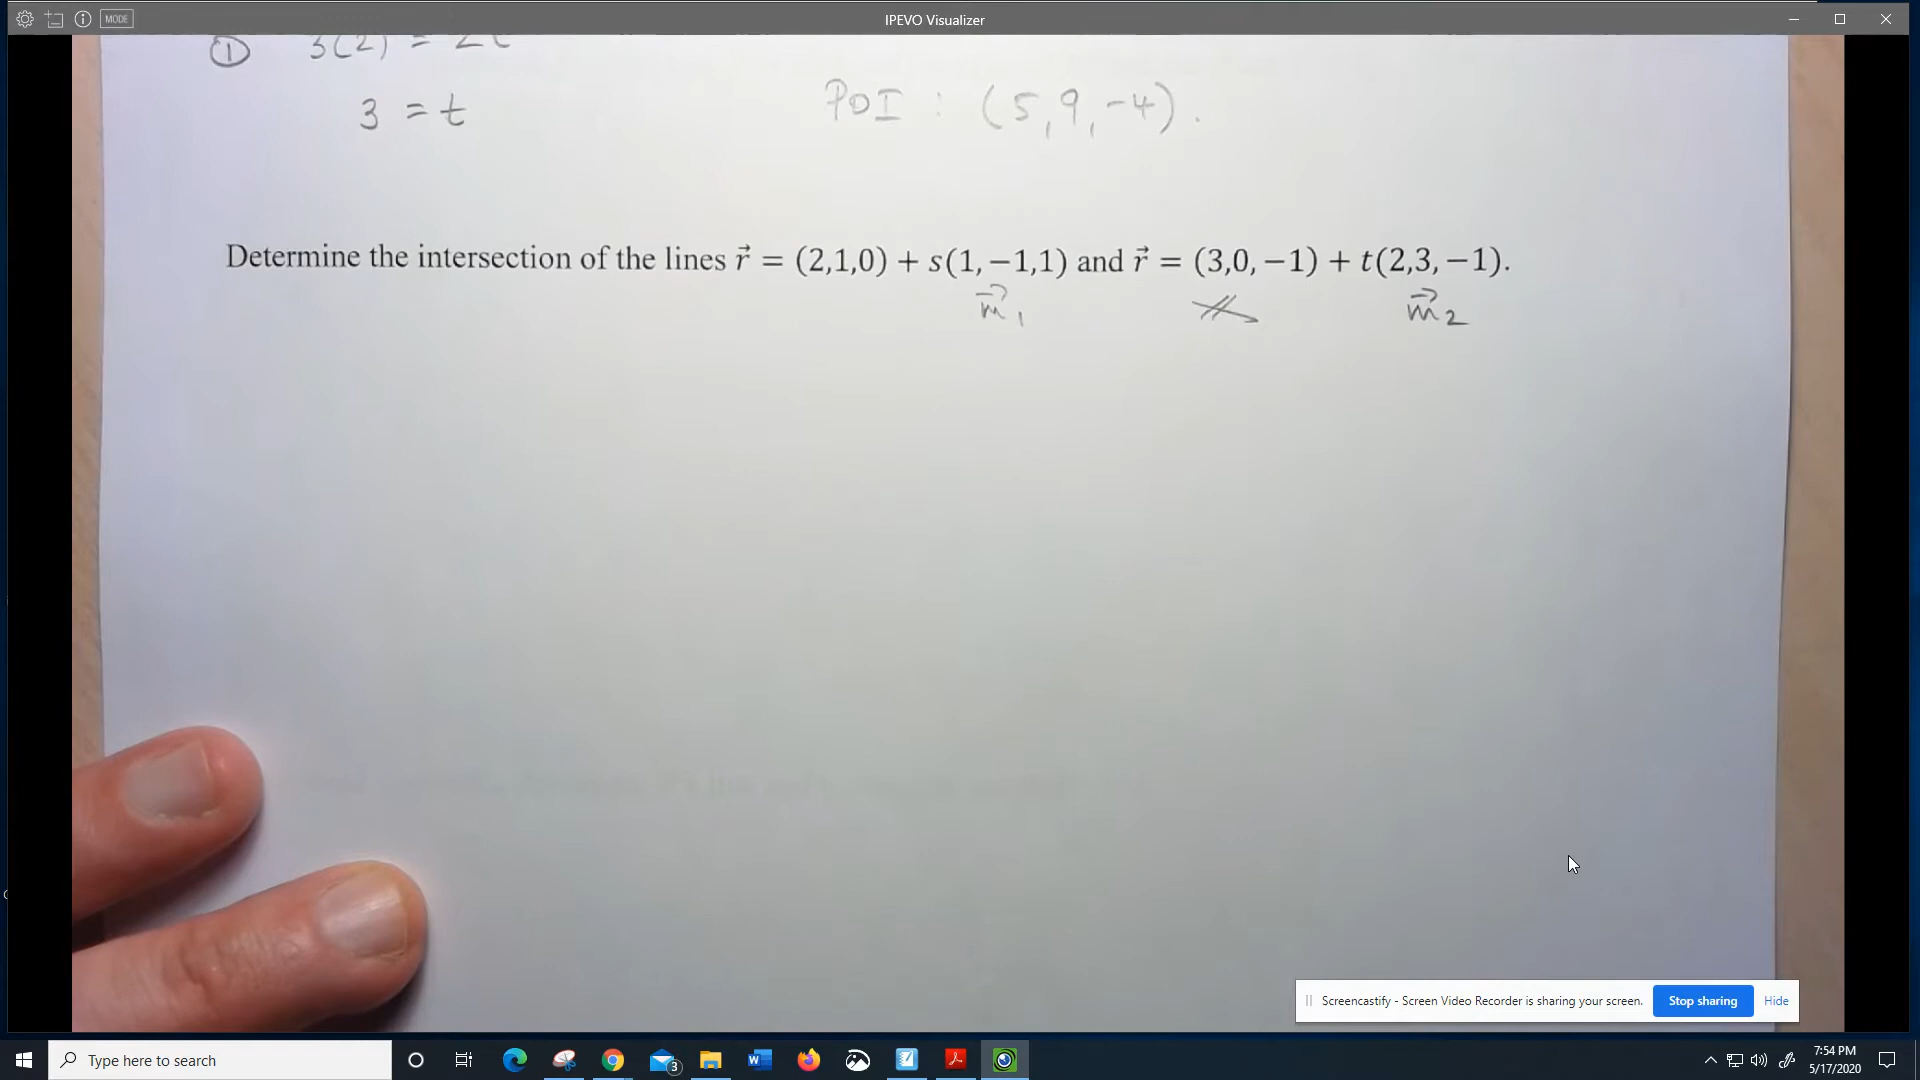 MODE
IPEVO Visualizer
① 3(2) = 2t
3 = t
POI : (5, 9, -4).
Determine the intersection of the lines r⃗ = (2,1,0) + s(1,−1,1) and r⃗ = (3,0,−1) + t(2,3,−1).
m⃗₁ ∦ m⃗₂
Screencastify - Screen Video Recorder is sharing your screen. Stop sharing Hide
Type here to search
3
7:54 PM
5/17/2020